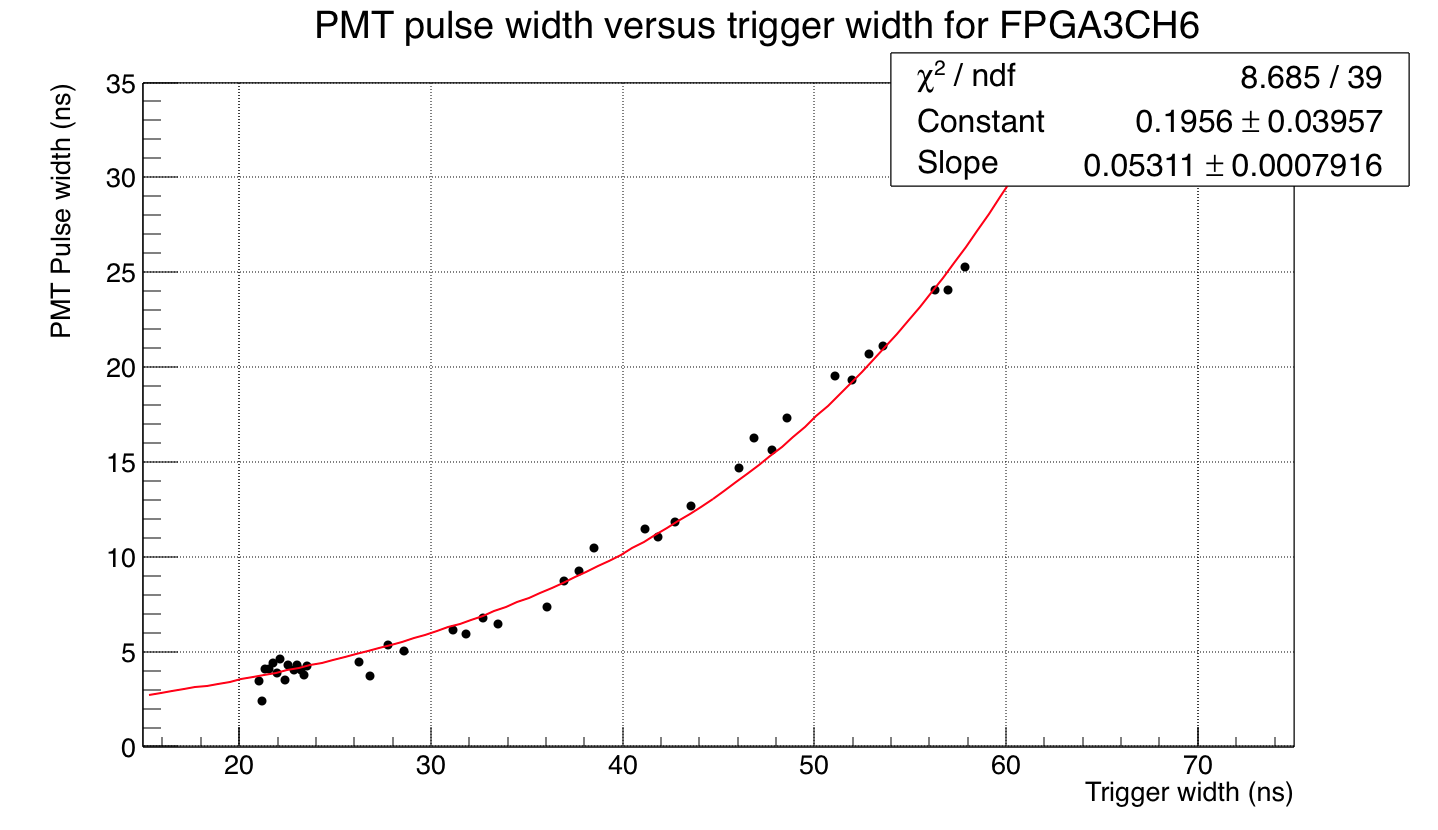 PMT pulse width versus trigger width for FPGA3CH6
χ² / ndf 8.685 / 39
Constant 0.1956 ± 0.03957
Slope 0.05311 ± 0.0007916
PMT Pulse width (ns)
35
30
25
20
15
10
5
0
20 30 40 50 60 70
Trigger width (ns)